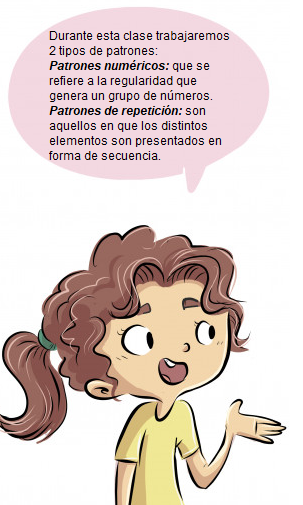 Durante esta clase trabajaremos
2 tipos de patrones:
Patrones numéricos: que se
refiere a la regularidad que
genera un grupo de números.
Patrones de repetición: son
aquellos en que los distintos
elementos son presentados en
forma de secuencia.